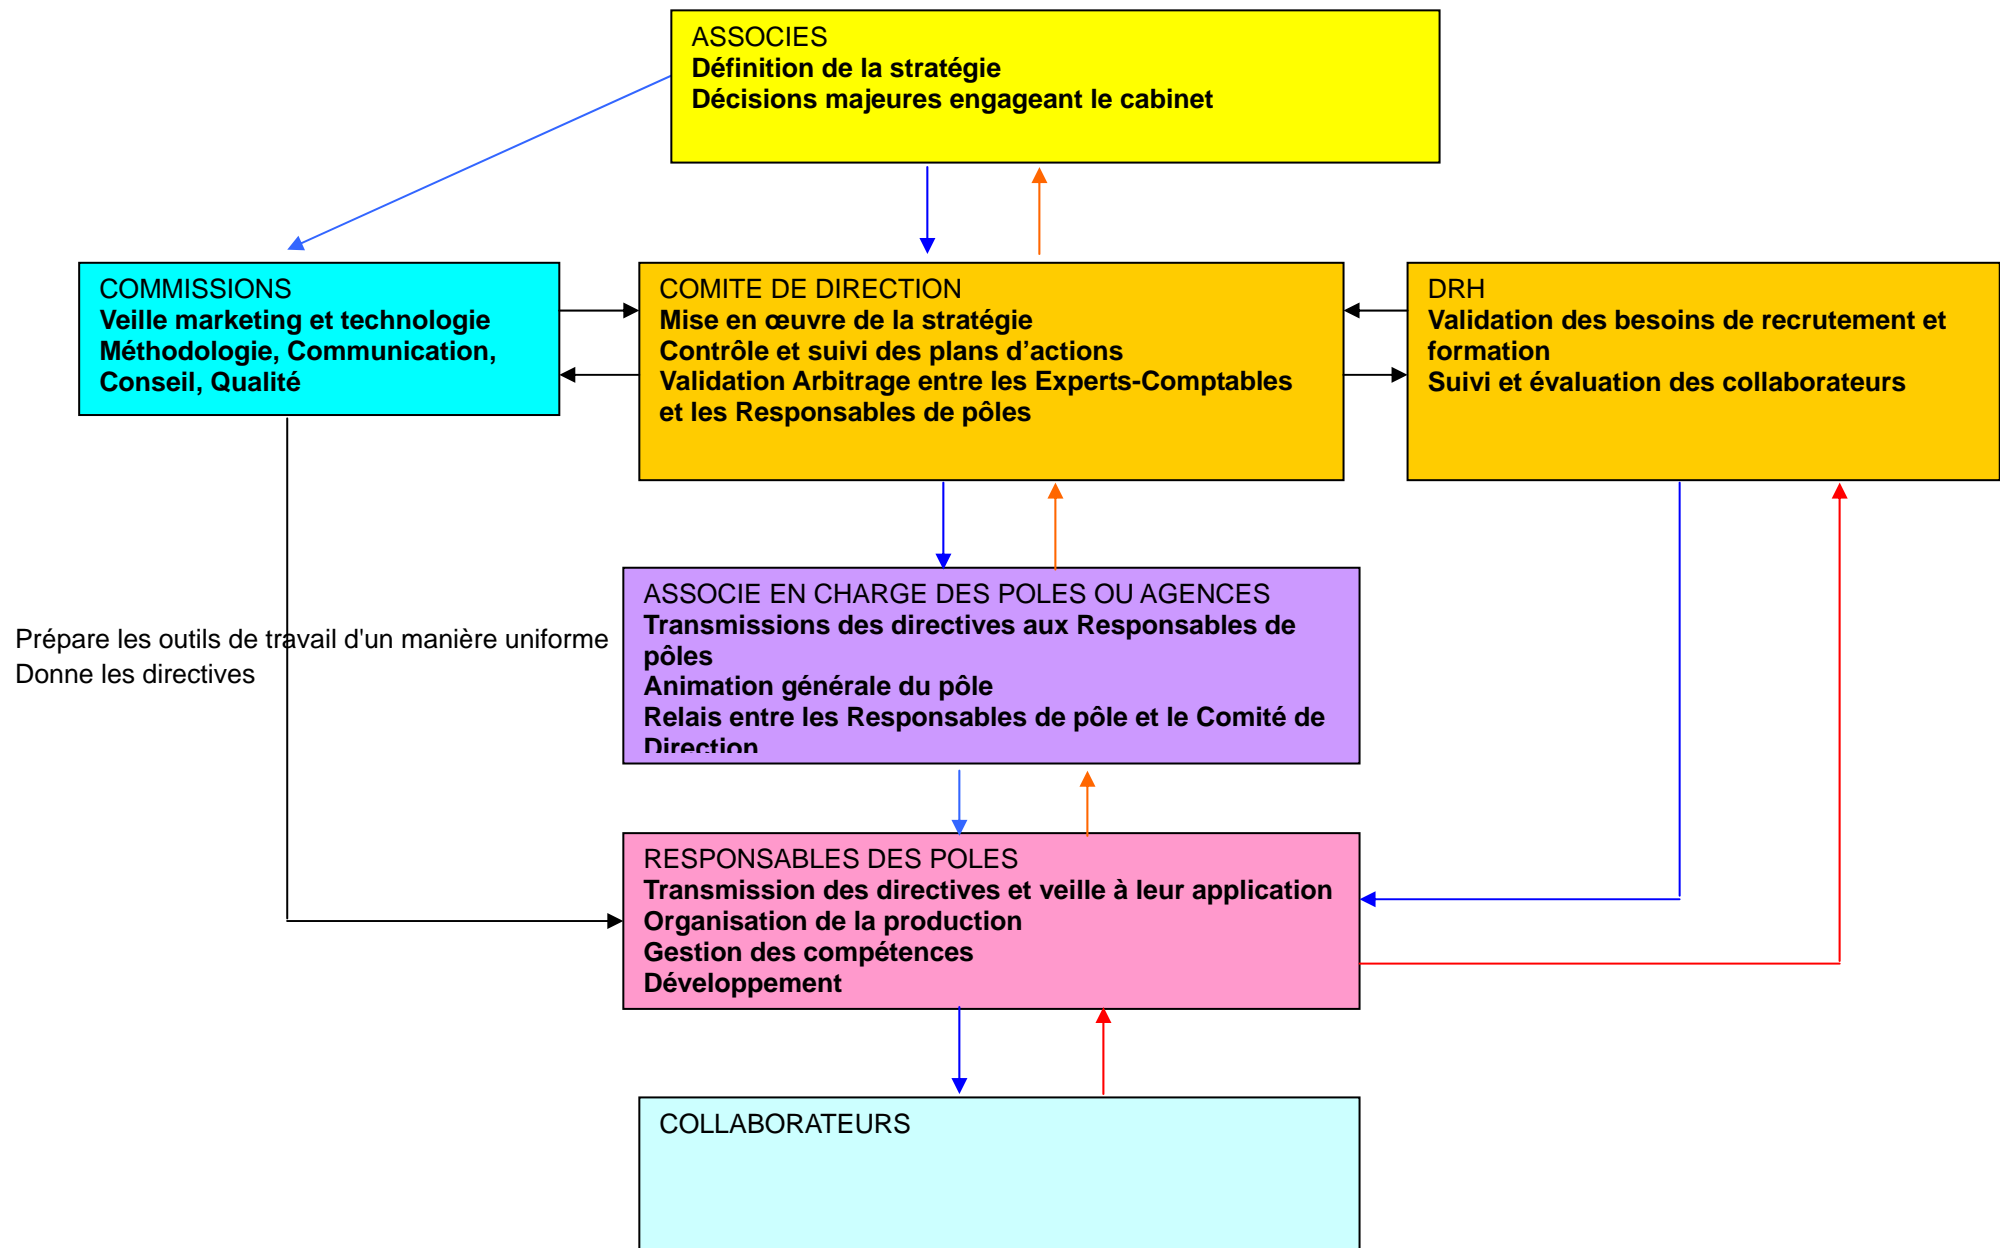 ASSOCIES
Définition de la stratégie
Décisions majeures engageant le cabinet
COMMISSIONS
Veille marketing et technologie
Méthodologie, Communication,
Conseil, Qualité
COMITE DE DIRECTION
Mise en œuvre de la stratégie
Contrôle et suivi des plans d’actions
Validation Arbitrage entre les Experts-Comptables
et les Responsables de pôles
DRH
Validation des besoins de recrutement et
formation
Suivi et évaluation des collaborateurs
Prépare les outils de travail d'un manière uniforme
Donne les directives
ASSOCIE EN CHARGE DES POLES OU AGENCES
Transmissions des directives aux Responsables de
pôles
Animation générale du pôle
Relais entre les Responsables de pôle et le Comité de
Direction
RESPONSABLES DES POLES
Transmission des directives et veille à leur application
Organisation de la production
Gestion des compétences
Développement
COLLABORATEURS